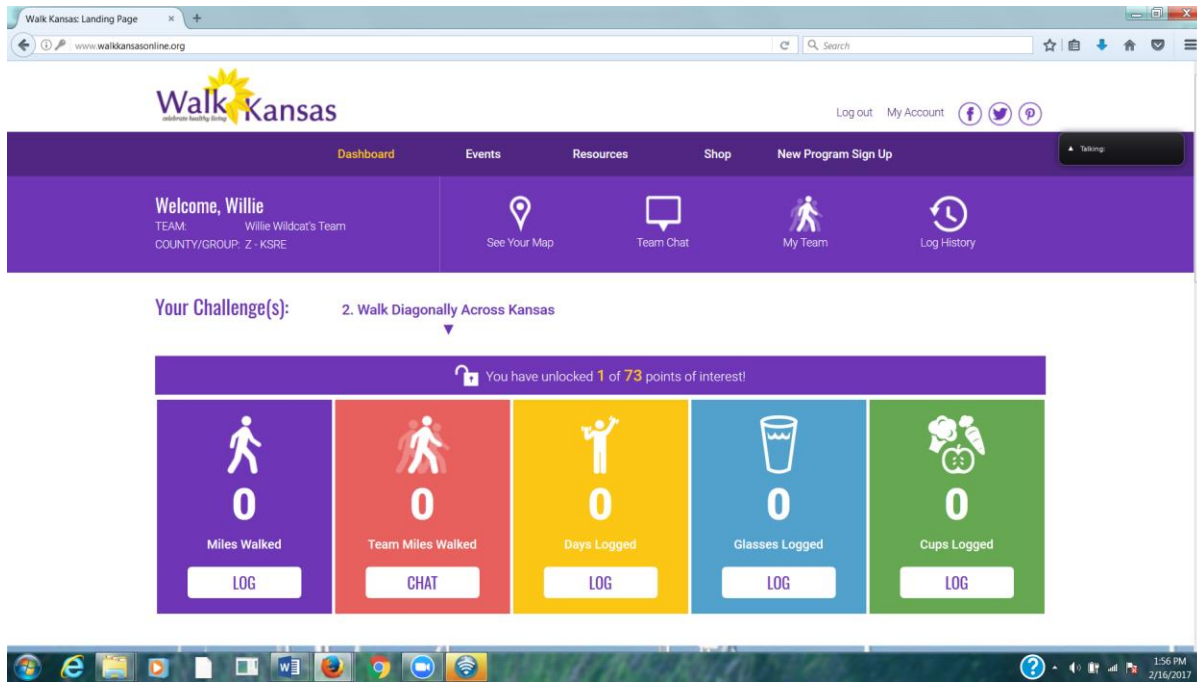 Walk Kansas: Landing Page
www.walkkansasonline.org
Search
Walk Kansas
celebrate healthy living
Log out My Account
Dashboard Events Resources Shop New Program Sign Up
Talking:
Welcome, Willie
TEAM: Willie Wildcat's Team
COUNTY/GROUP: Z - KSRE
See Your Map Team Chat My Team Log History
Your Challenge(s): 2. Walk Diagonally Across Kansas
You have unlocked 1 of 73 points of interest!
0 0 0 0 0
Miles Walked Team Miles Walked Days Logged Glasses Logged Cups Logged
LOG CHAT LOG LOG LOG
1:56 PM
2/16/2017